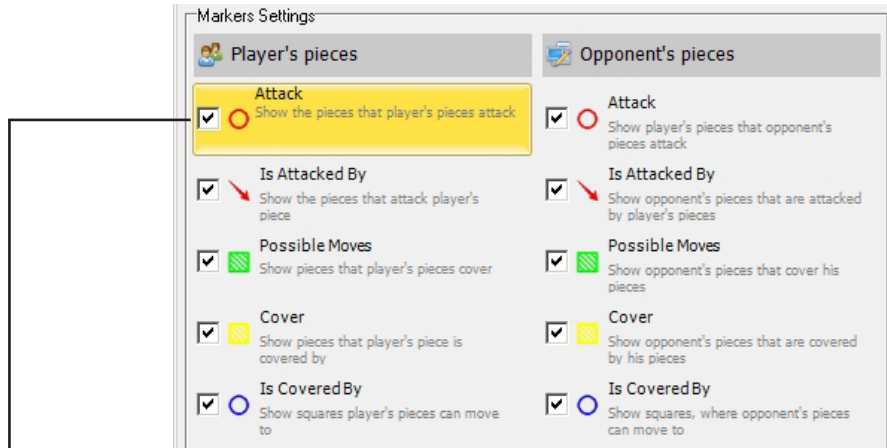 Markers Settings
Player's pieces
Attack
Show the pieces that player's pieces attack
Is Attacked By
Show the pieces that attack player's
piece
Possible Moves
Show pieces that player's pieces cover
Cover
Show pieces that player's piece is
covered by
Is Covered By
Show squares player's pieces can move
to
Opponent's pieces
Attack
Show player's pieces that opponent's
pieces attack
Is Attacked By
Show opponent's pieces that are attacked
by player's pieces
Possible Moves
Show opponent's pieces that cover his
pieces
Cover
Show opponent's pieces that are covered
by his pieces
Is Covered By
Show squares, where opponent's pieces
can move to